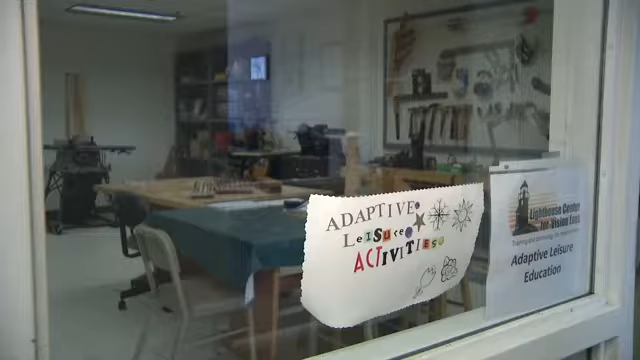 ADAPTIVE
LeISure
ACTIVITIES
Lighthouse Center
for Vision Loss
Adaptive Leisure
Education